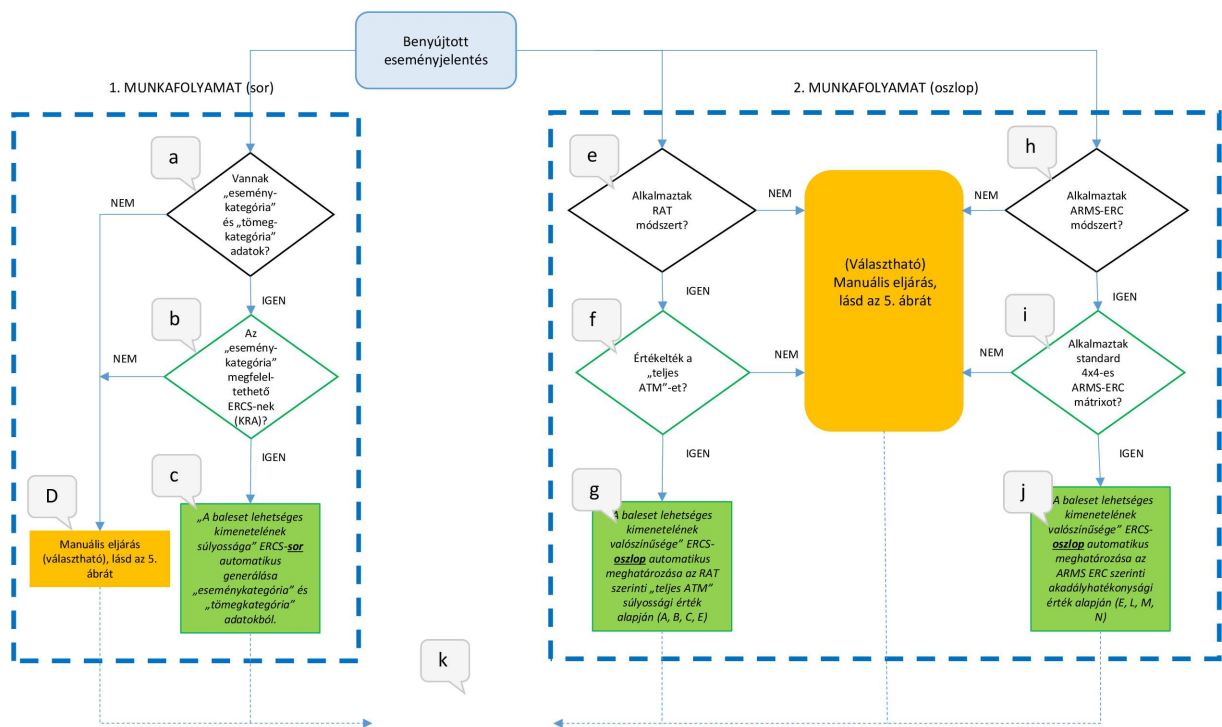 Benyújtott
eseményjelentés
1. MUNKAFOLYAMAT (sor)
2. MUNKAFOLYAMAT (oszlop)
a
Vannak
„esemény-
kategória”
és „tömeg-
kategória”
adatok?
NEM
IGEN
b
Az
„esemény-
kategória”
megfelel-
tethető
ERCS-nek
(KRA)?
NEM
IGEN
c
„A baleset lehetséges
kimenetelének
súlyossága” ERCS-sor
automatikus
generálása
„eseménykategória” és
„tömegkategória”
adatokból.
D
Manuális eljárás
(választható), lásd az 5.
ábrát
e
Alkalmaztak
RAT
módszert?
NEM
IGEN
f
Értékelték a
„teljes
ATM”-et?
NEM
IGEN
g
„A baleset lehetséges
kimenetelének
valószínűsége” ERCS-
oszlop automatikus
meghatározása az RAT
szerinti „teljes ATM”
súlyossági érték
alapján (A, B, C, E)
(Választható)
Manuális eljárás,
lásd az 5. ábrát
h
Alkalmaztak
ARMS-ERC
módszert?
NEM
IGEN
i
Alkalmaztak
standard
4x4-es
ARMS-ERC
mátrixot?
NEM
IGEN
j
„A baleset lehetséges
kimenetelének
valószínűsége” ERCS-
oszlop automatikus
meghatározása az
ARMS ERC szerinti
akadályhatékonysági
érték alapján (E, L, M,
N)
k